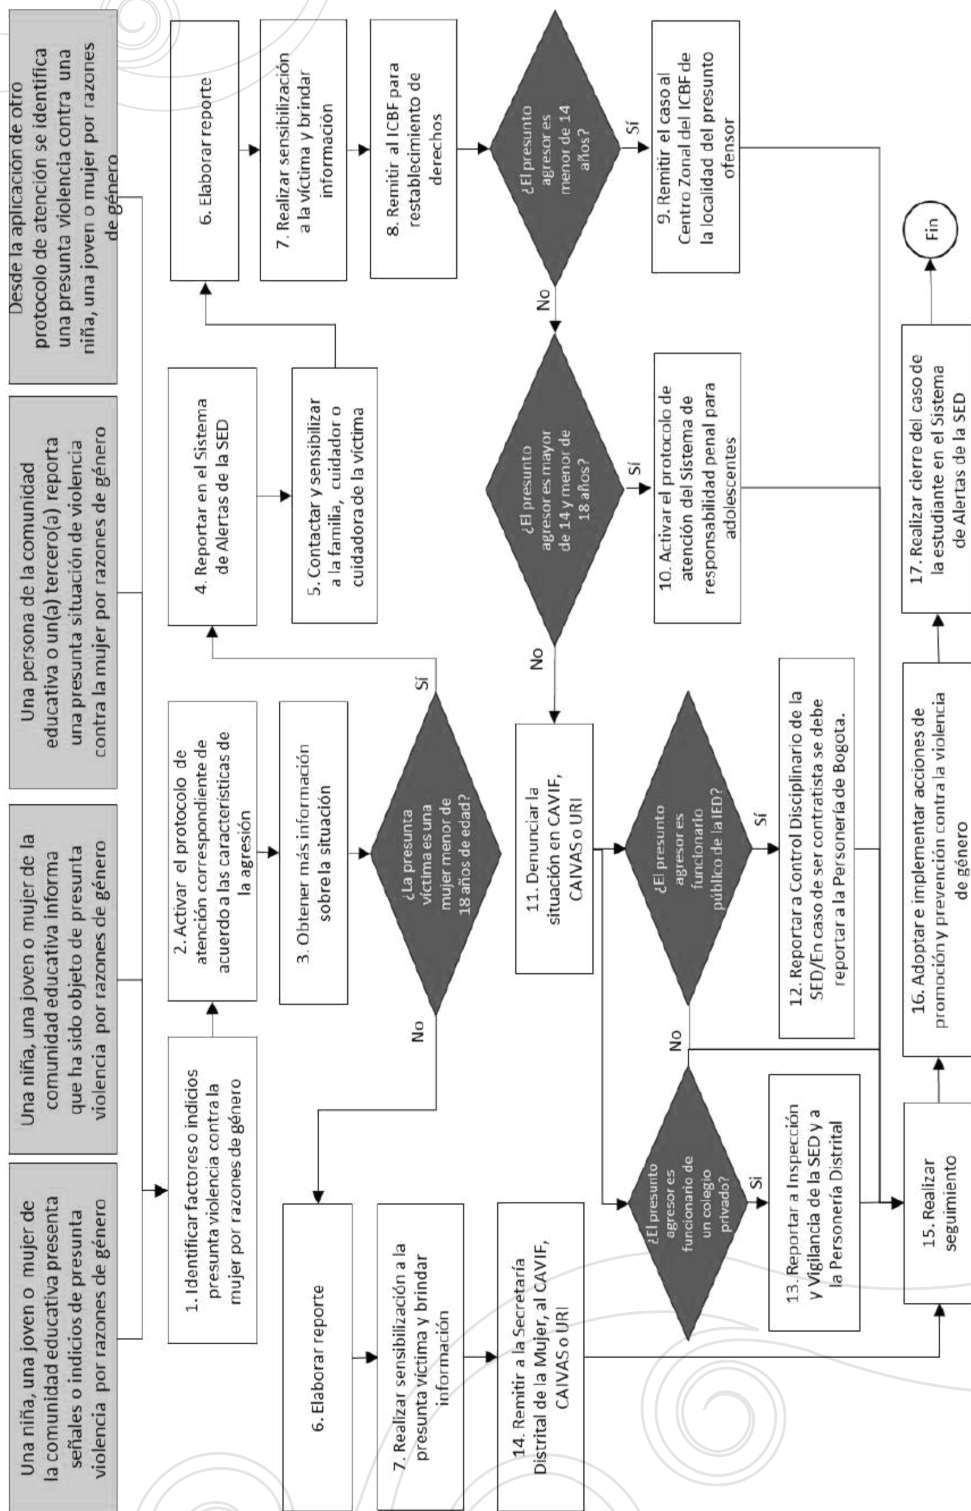 Una niña, una joven o mujer de
la comunidad educativa presenta
señales o indicios de presunta
violencia por razones de género
Una niña, una joven o mujer de la
comunidad educativa informa
que ha sido objeto de presunta
violencia por razones de género
Una persona de la comunidad
educativa o un(a) tercero(a) reporta
una presunta situación de violencia
contra la mujer por razones de género
Desde la aplicación de otro
protocolo de atención se identifica
una presunta violencia contra una
niña, una joven o mujer por razones
de género
1. Identificar factores o indicios
presunta violencia contra la
mujer por razones de género
2. Activar el protocolo de
atención correspondiente de
acuerdo a las características de
la agresión
3. Obtener más información
sobre la situación
¿La presunta
víctima es una
mujer menor de
18 años de edad?
No
Sí
4. Reportar en el Sistema
de Alertas de la SED
5. Contactar y sensibilizar
a la familia, cuidador o
cuidadora de la víctima
6. Elaborar reporte
7. Realizar sensibilización
a la víctima y brindar
información
8. Remitir al ICBF para
restablecimiento de
derechos
¿El presunto
agresor es
menor de 14
años?
Sí
No
9. Remitir el caso al
Centro Zonal del ICBF de
la localidad del presunto
ofensor
¿El presunto
agresor es mayor
de 14 y menor de
18 años?
Sí
No
10. Activar el protocolo de
atención del Sistema de
responsabilidad penal para
adolescentes
11. Denunciar la
situación en CAVIF,
CAIVAS o URI
¿El presunto
agresor es
funcionario
público de la IED?
Sí
No
12. Reportar a Control Disciplinario de la
SED/En caso de ser contratista se debe
reportar a la Personería de Bogota.
¿El presunto
agresor es
funcionario de
un colegio
privado?
Sí
13. Reportar a Inspección
y Vigilancia de la SED y a
la Personería Distrital
6. Elaborar reporte
7. Realizar sensibilización a la
presunta víctima y brindar
información
14. Remitir a la Secretaría
Distrital de la Mujer, al CAVIF,
CAIVAS o URI
15. Realizar
seguimiento
16. Adoptar e implementar acciones de
promoción y prevención contra la violencia
de género
17. Realizar cierre del caso de
la estudiante en el Sistema
de Alertas de la SED
Fin